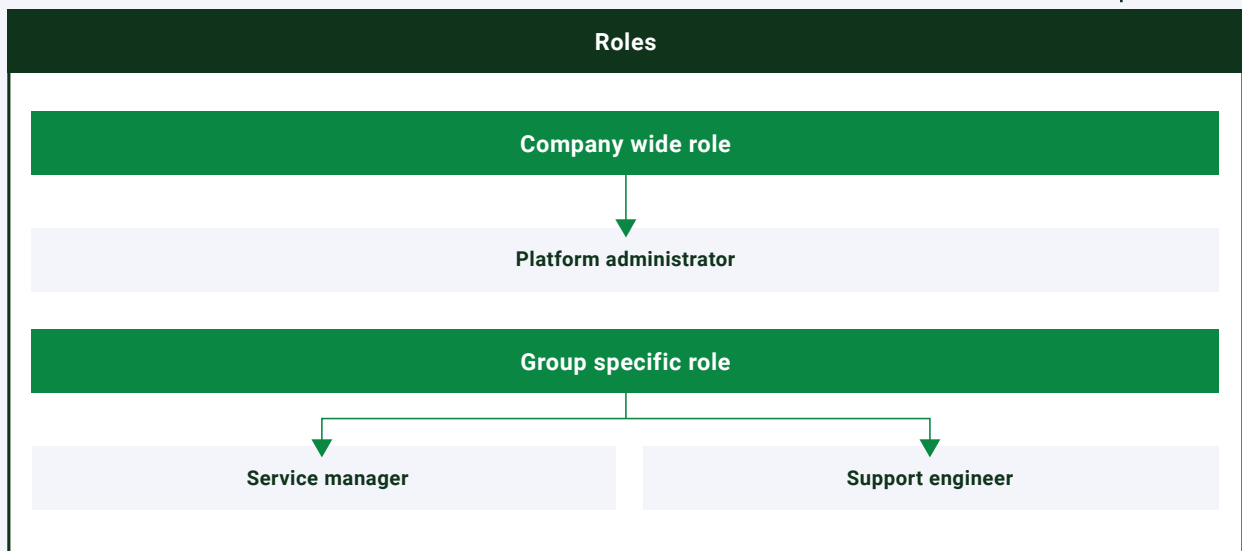 Roles
Company wide role
Platform administrator
Group specific role
Service manager
Support engineer